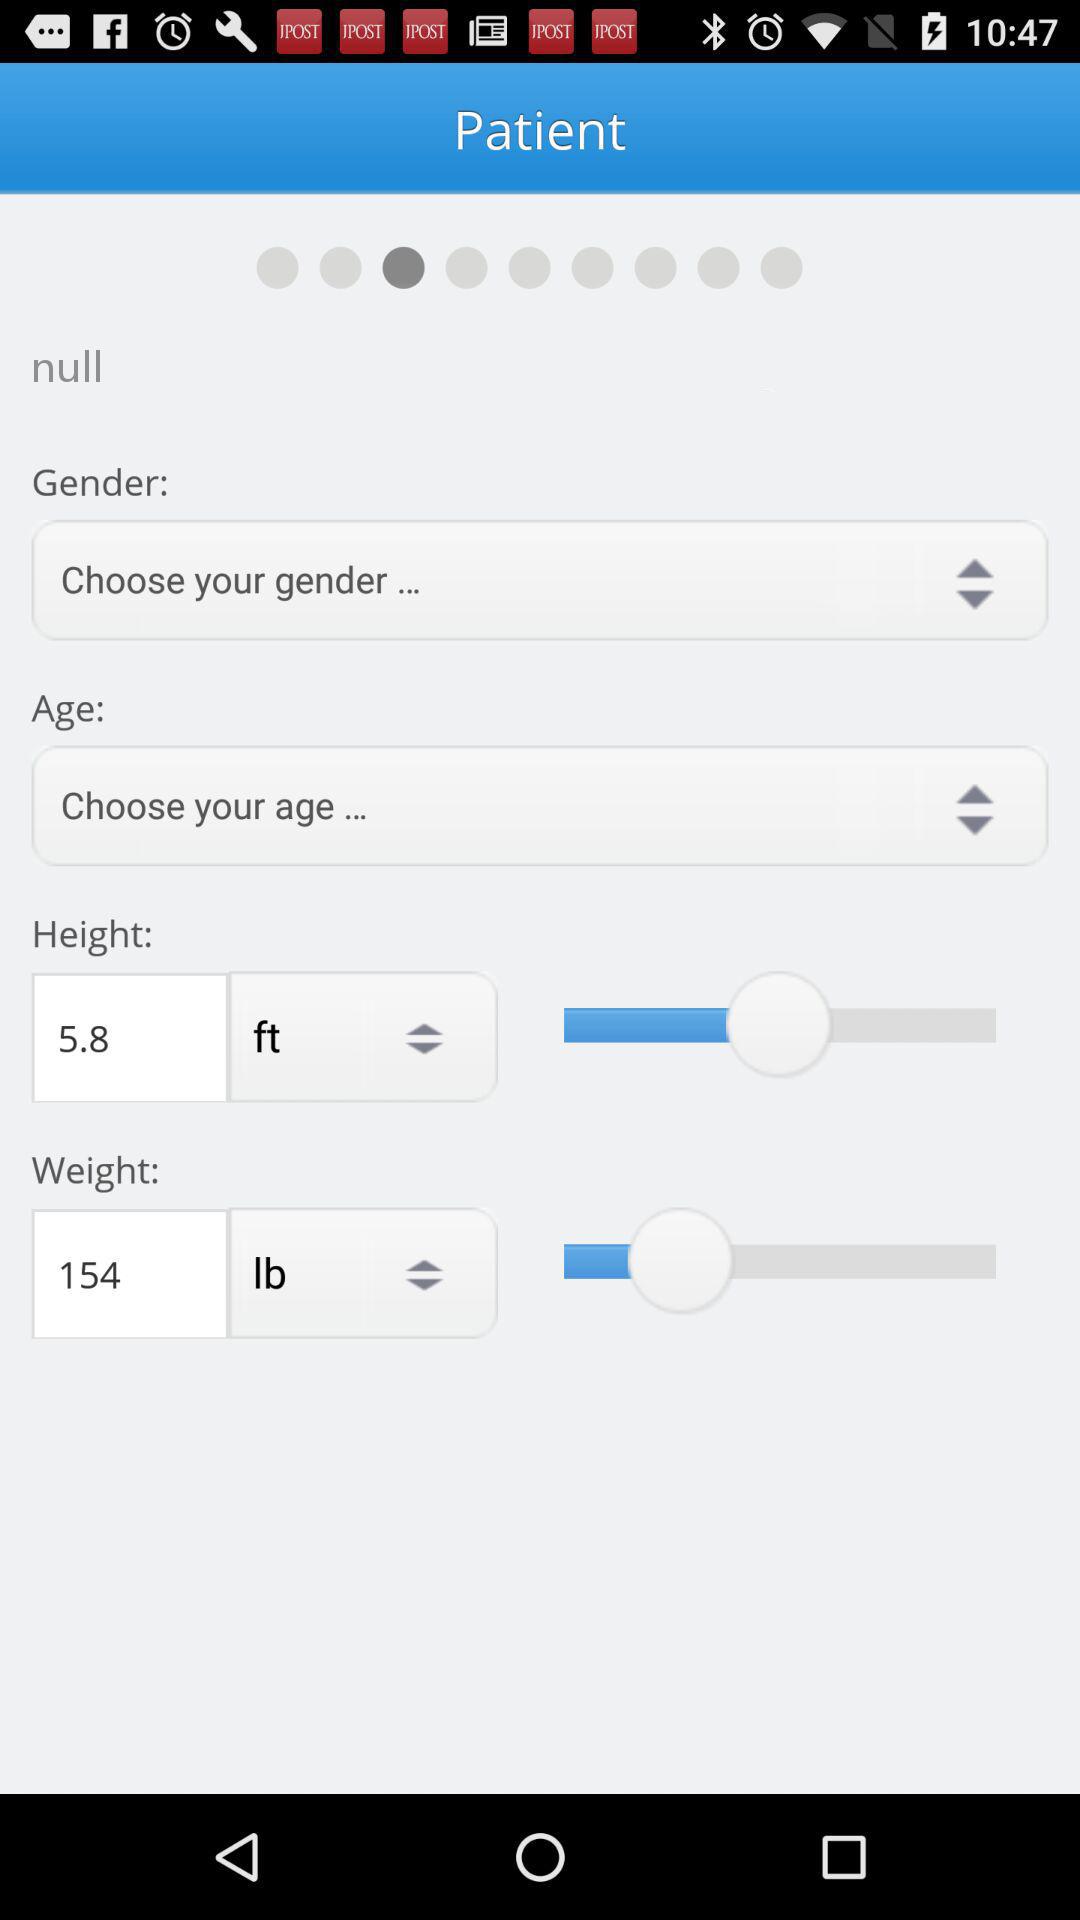 JPOST JPOST JPOST JPOST JPOST 10:47
Patient
null
Gender:
Choose your gender ...
Age:
Choose your age ...
Height:
5.8 ft
Weight:
154 lb